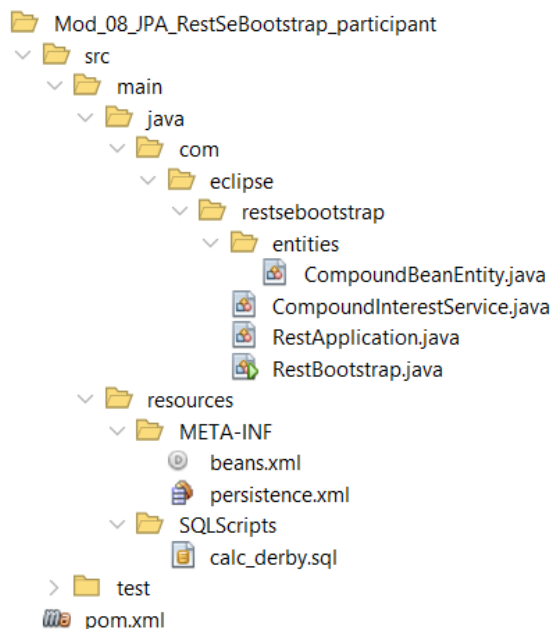 Mod_08_JPA_RestSeBootstrap_participant
src
main
java
com
eclipse
restsebootstrap
entities
CompoundBeanEntity.java
CompoundInterestService.java
RestApplication.java
RestBootstrap.java
resources
META-INF
beans.xml
persistence.xml
SQLScripts
calc_derby.sql
test
pom.xml